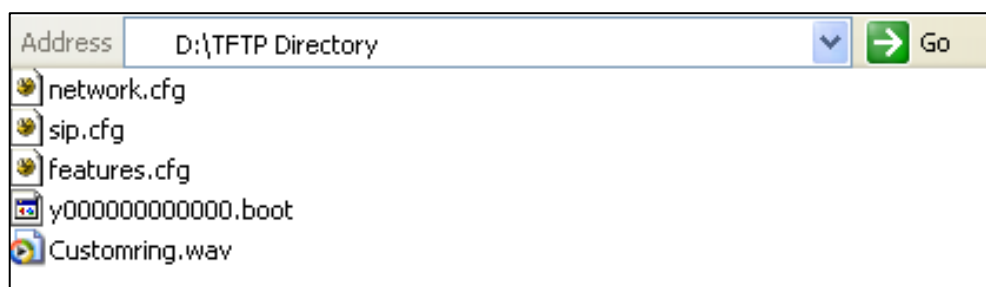 Address D:\TFTP Directory Go
network.cfg
sip.cfg
features.cfg
y000000000000.boot
Customring.wav